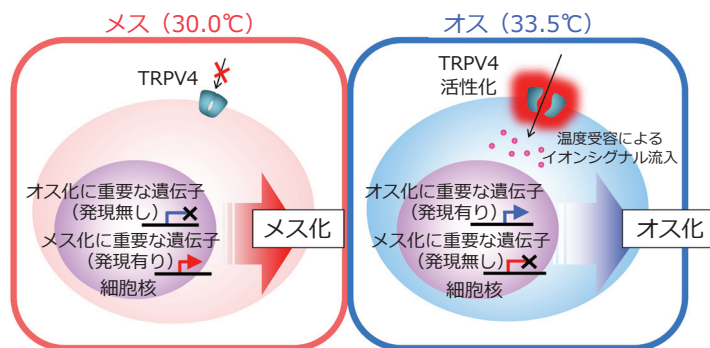 メス（30.0℃）
TRPV4
オス化に重要な遺伝子
（発現無し）
メス化に重要な遺伝子
（発現有り）
細胞核
メス化
オス（33.5℃）
TRPV4
活性化
温度受容による
イオンシグナル流入
オス化に重要な遺伝子
（発現有り）
メス化に重要な遺伝子
（発現無し）
細胞核
オス化